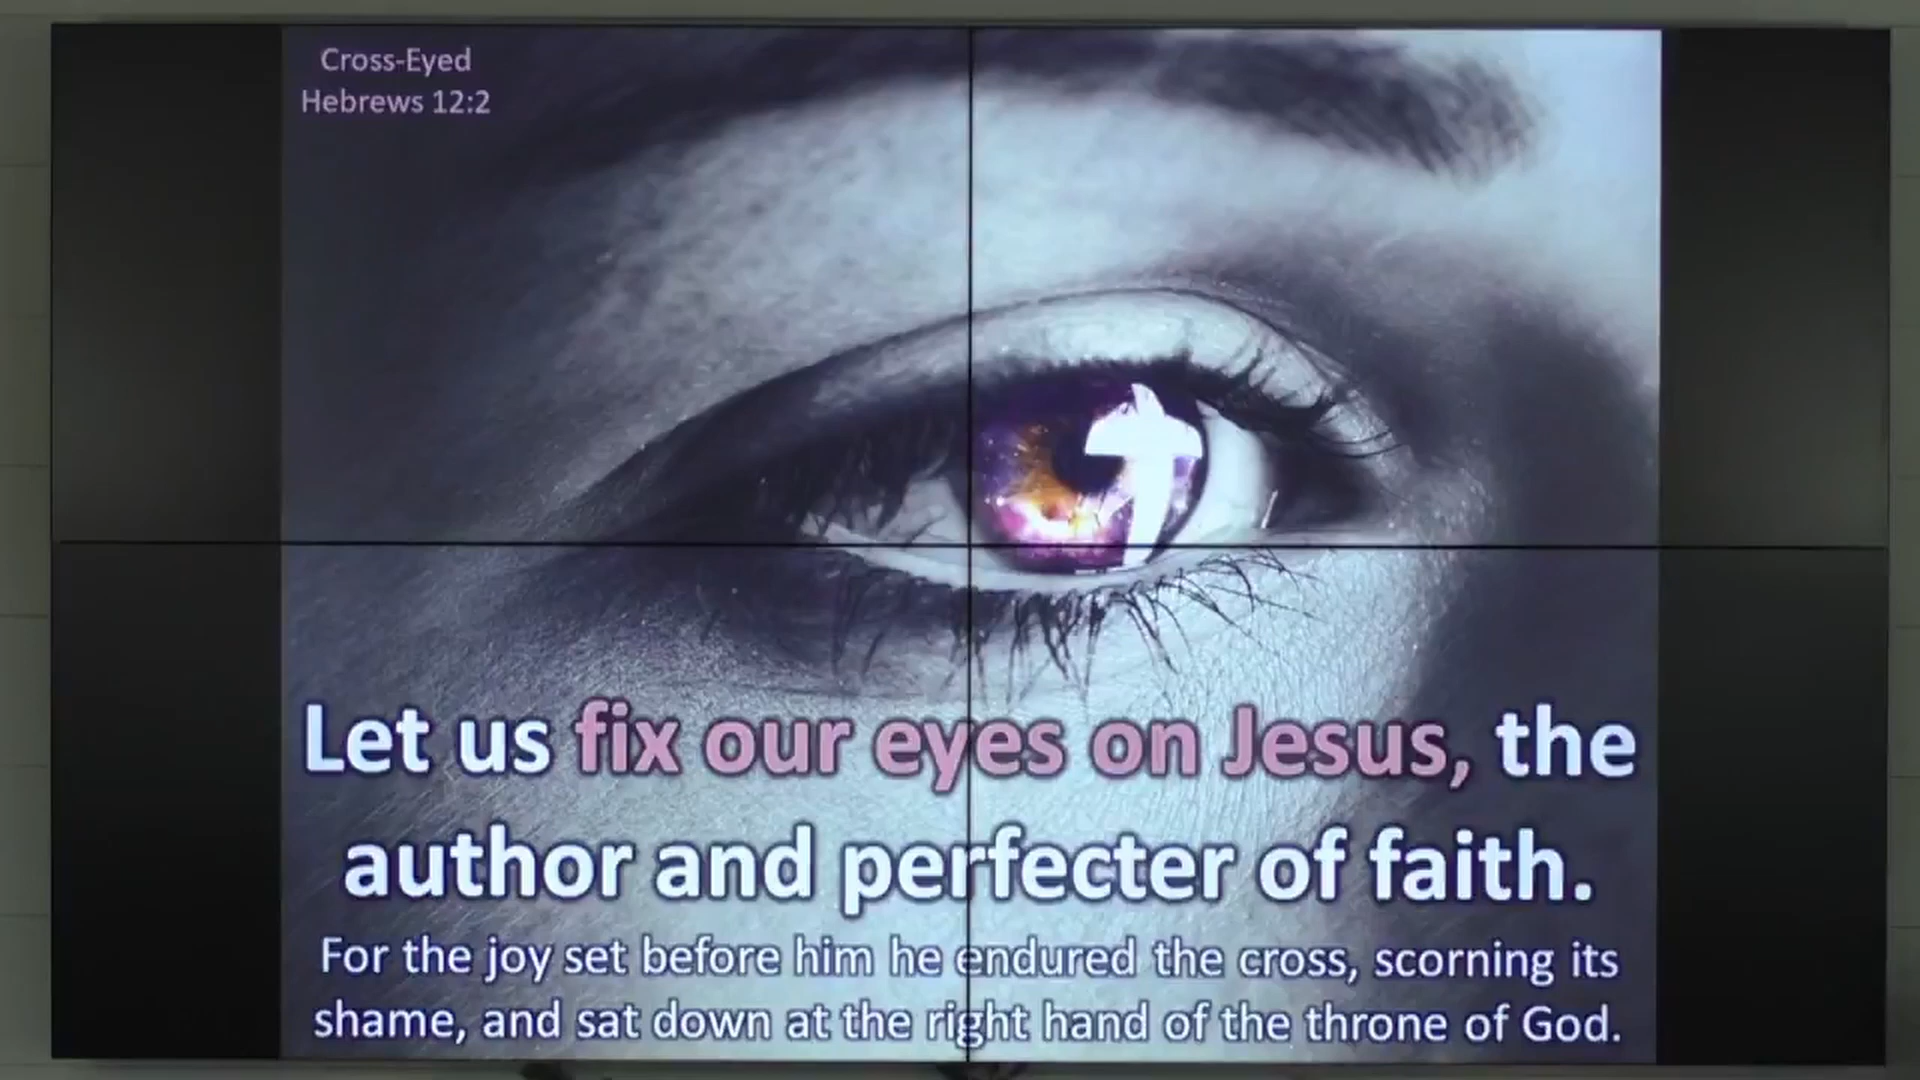 Cross-Eyed
Hebrews 12:2
Let us fix our eyes on Jesus, the
author and perfecter of faith.
For the joy set before him he endured the cross, scorning its
shame, and sat down at the right hand of the throne of God.